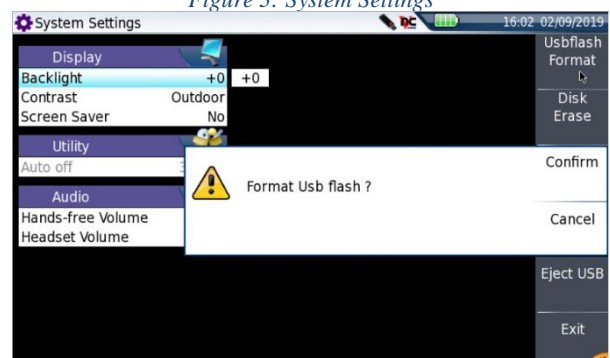 Figure 5. System Settings
System Settings
16:02 02/09/2019
Display
Backlight +0 +0
Contrast Outdoor
Screen Saver No
Utility
Auto off
Audio
Hands-free Volume
Headset Volume
Format Usb flash ?
Usbflash
Format
Disk
Erase
Confirm
Cancel
Eject USB
Exit